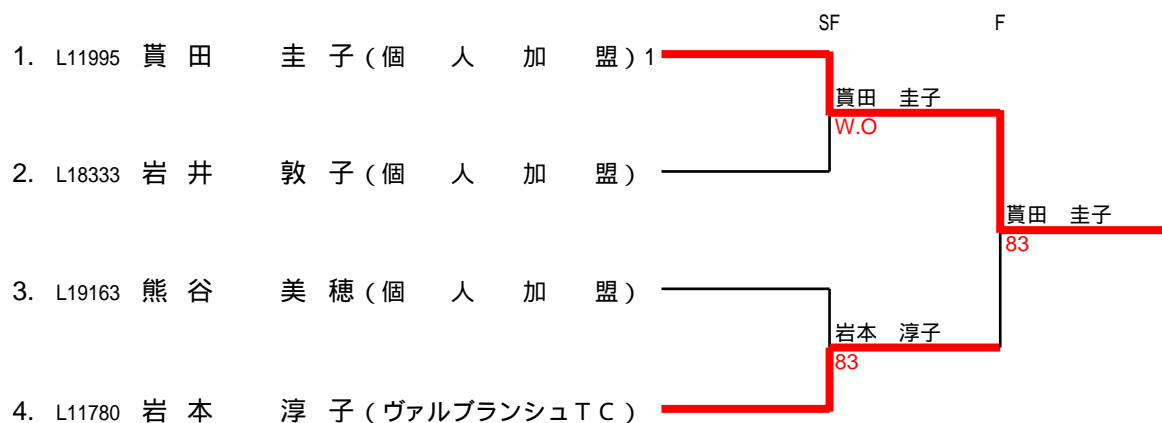 SF F
1. L11995 貰田 圭子(個人加盟) 1
貰田 圭子
W.O
2. L18333 岩井 敦子(個人加盟)
貰田 圭子
83
3. L19163 熊谷 美穂(個人加盟)
岩本 淳子
83
4. L11780 岩本 淳子(ヴァルブランシュTC)